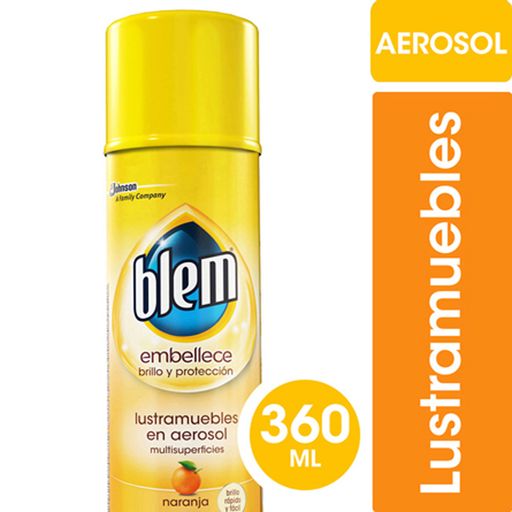 AEROSOL
Lustramuebles
Johnson
A Family Company
blem
embellece
brillo y protección
lustramuebles
en aerosol
multisuperficies
naranja
brillo
rápido
y fácil
360
ML